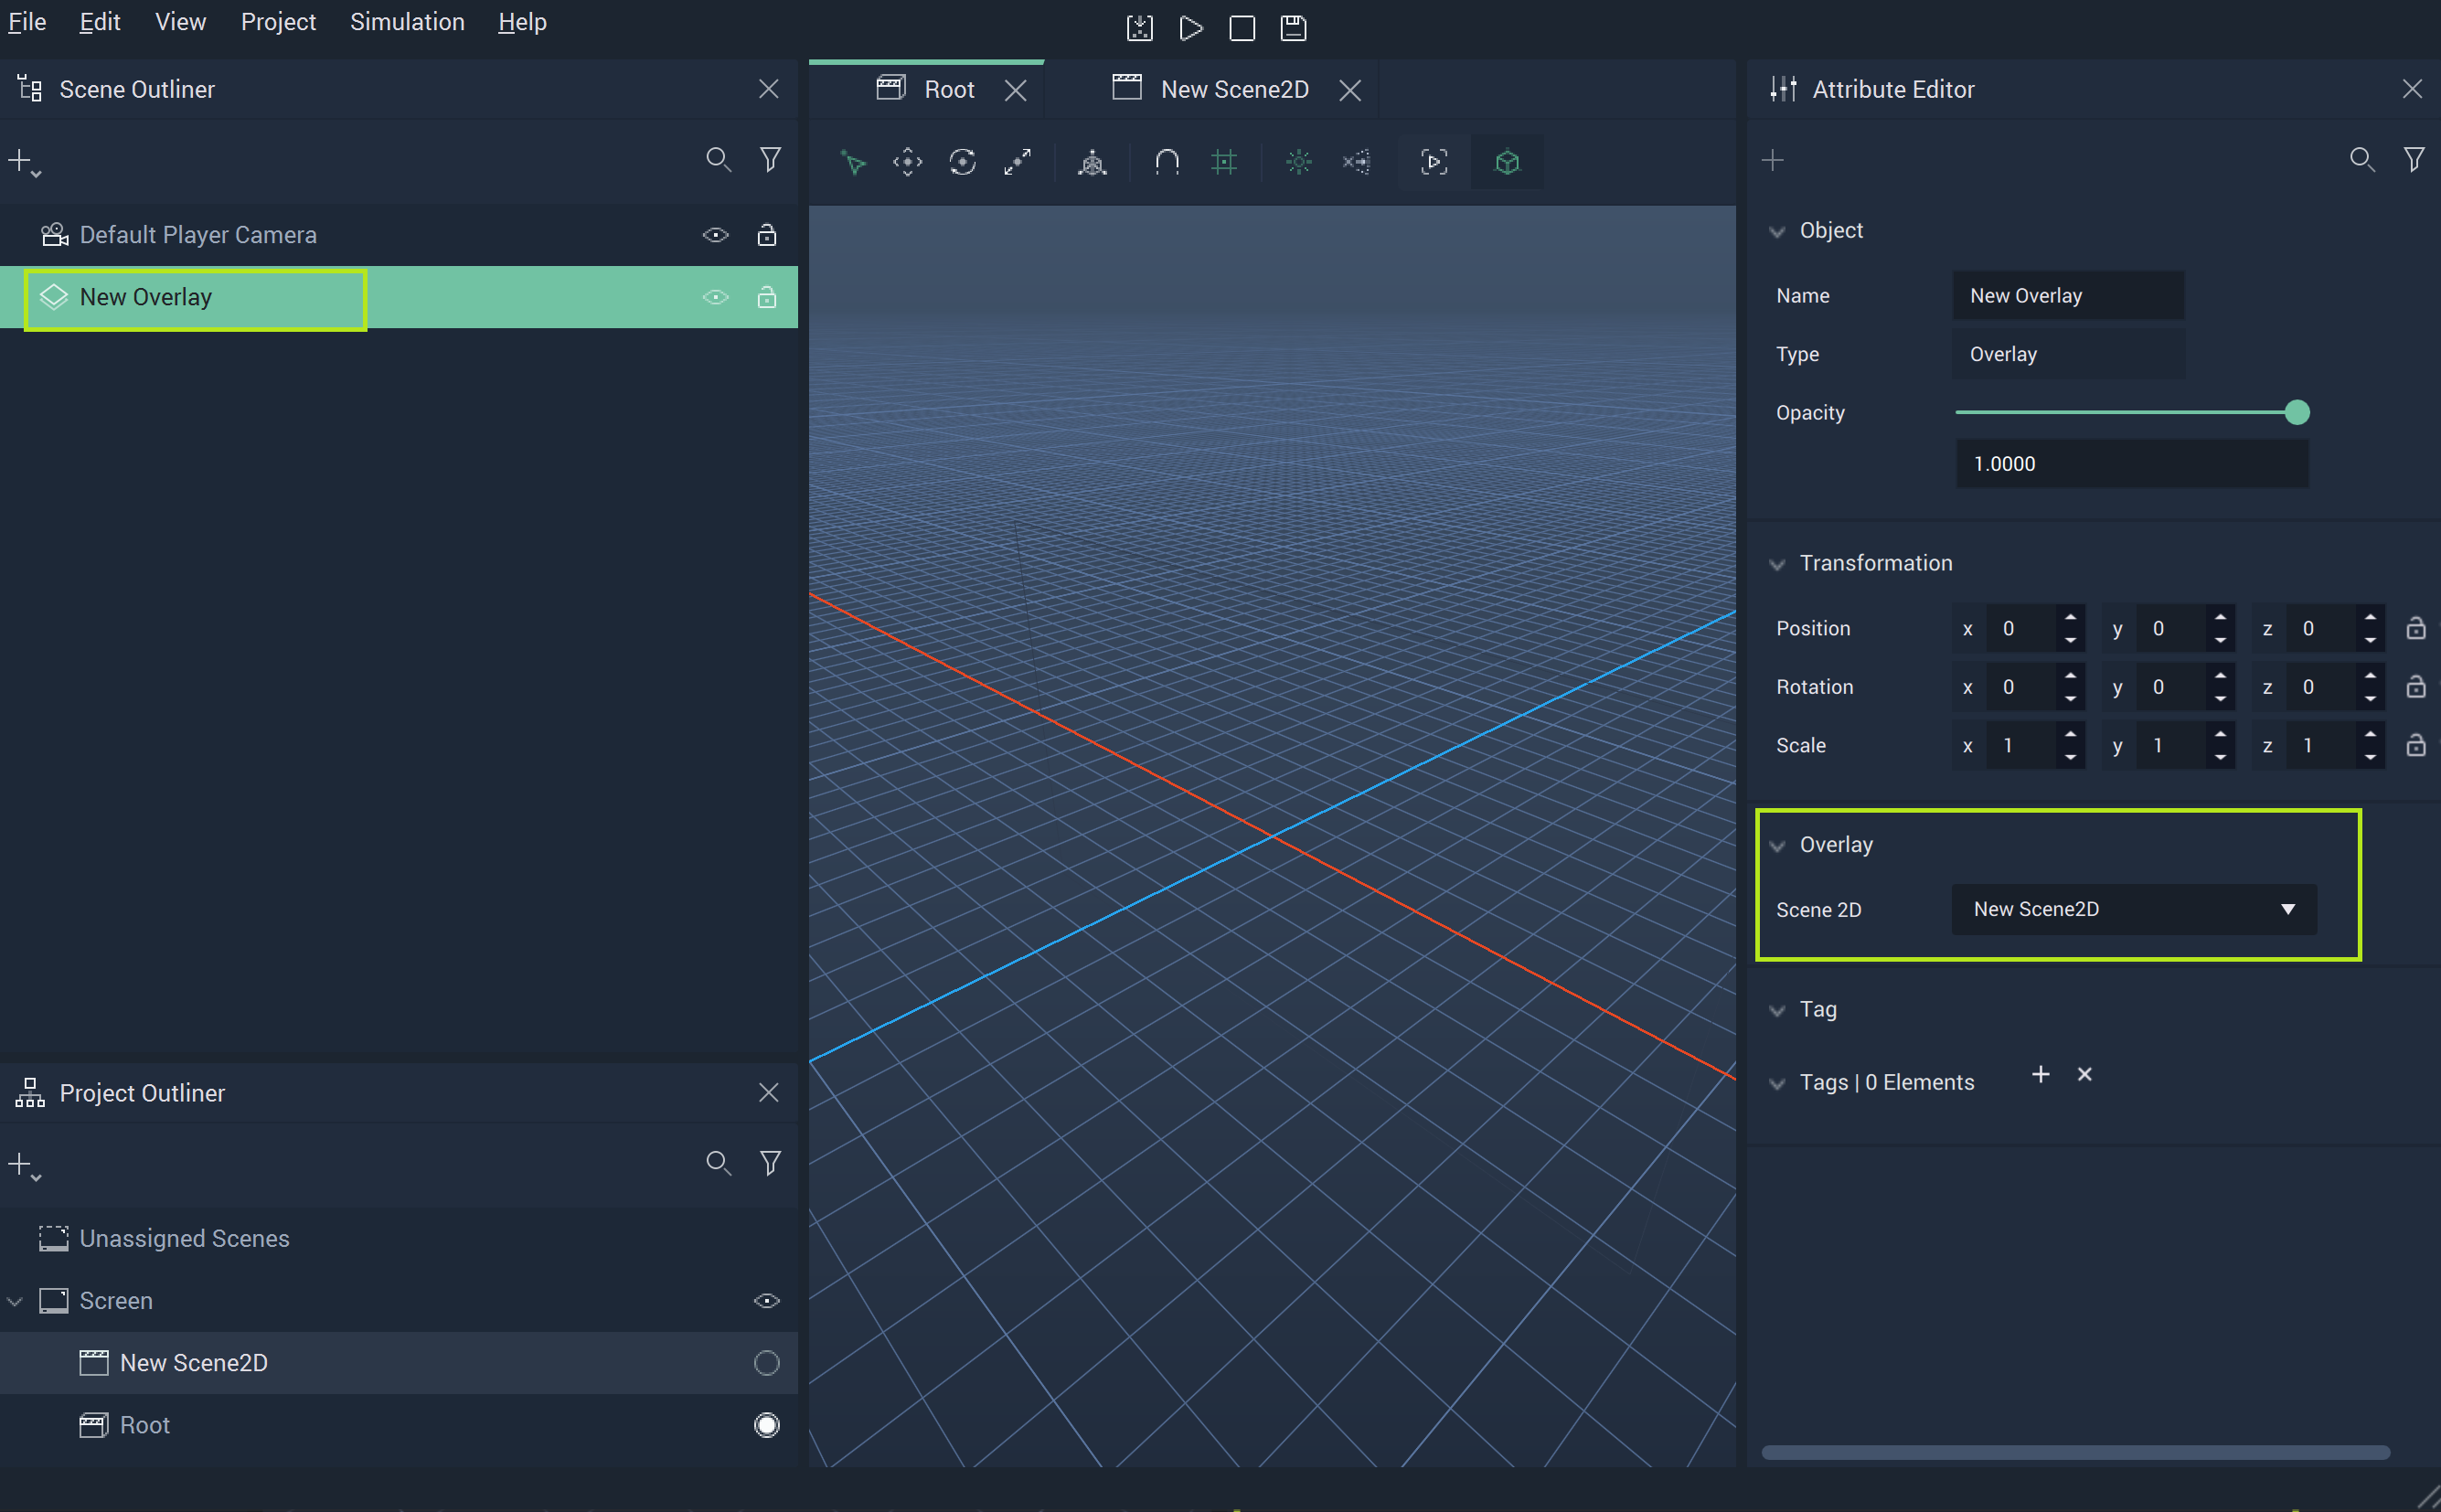 File Edit View Project Simulation Help
Scene Outliner
Default Player Camera
New Overlay
Project Outliner
Unassigned Scenes
Screen
New Scene2D
Root
Root New Scene2D
Attribute Editor
Object
Name New Overlay
Type Overlay
Opacity
1.0000
Transformation
Position x 0 y 0 z 0
Rotation x 0 y 0 z 0
Scale x 1 y 1 z 1
Overlay
Scene 2D New Scene2D
Tag
Tags | 0 Elements